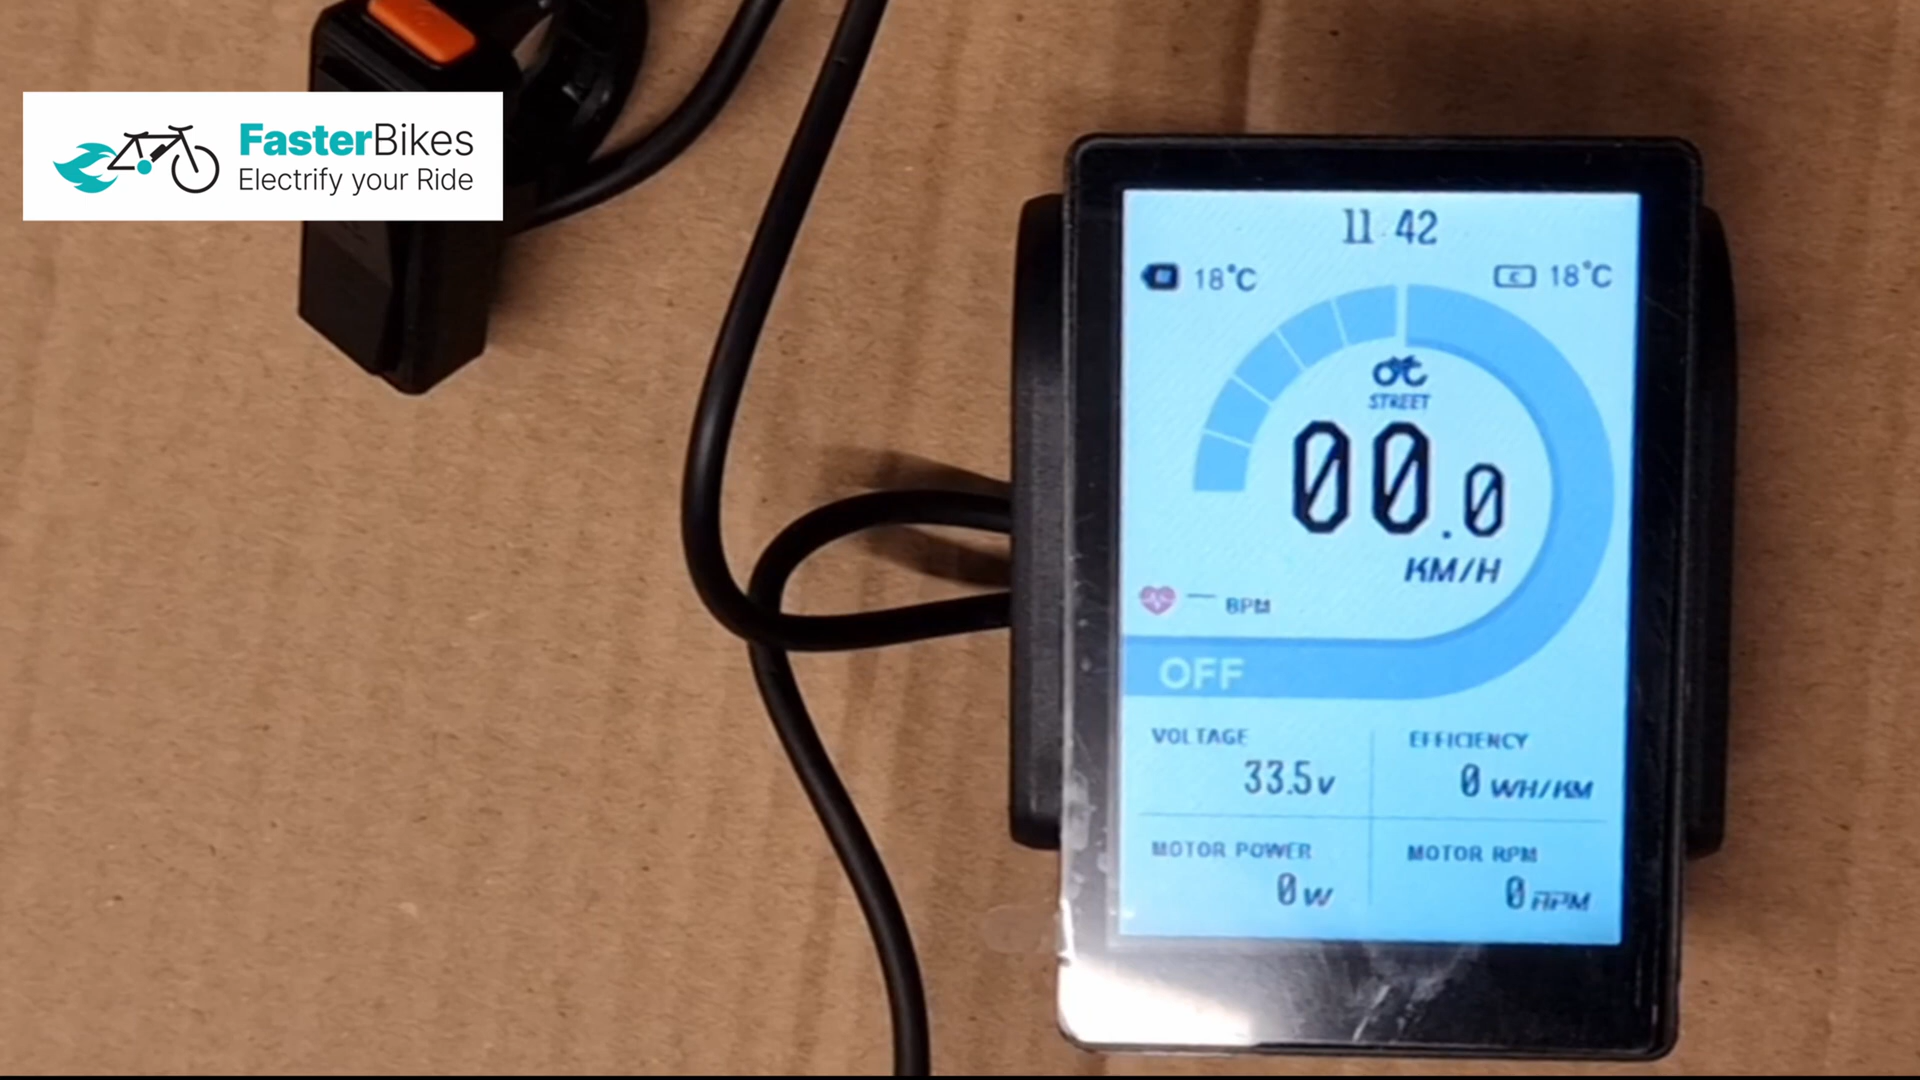 FasterBikes
Electrify your Ride
11:42
18°C
C 18°C
STREET
00.0
KM/H
BPM
OFF
VOLTAGE
33.5v
EFFICIENCY
0 WH/KM
MOTOR POWER
0 W
MOTOR RPM
0 RPM